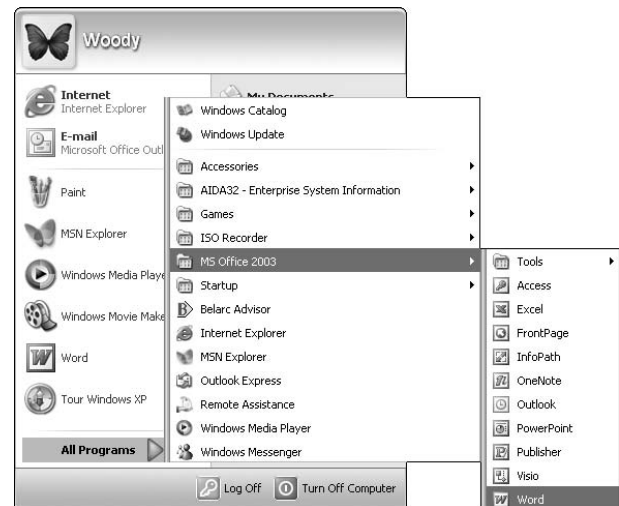 Woody
Internet
Internet Explorer
E-mail
Microsoft Office Outl
Paint
MSN Explorer
Windows Media Playe
Windows Movie Make
Word
Tour Windows XP
All Programs
My Documents
Windows Catalog
Windows Update
Accessories
AIDA32 - Enterprise System Information
Games
ISO Recorder
MS Office 2003
Startup
Belarc Advisor
Internet Explorer
MSN Explorer
Outlook Express
Remote Assistance
Windows Media Player
Windows Messenger
Tools
Access
Excel
FrontPage
InfoPath
OneNote
Outlook
PowerPoint
Publisher
Visio
Word
Log Off
Turn Off Computer